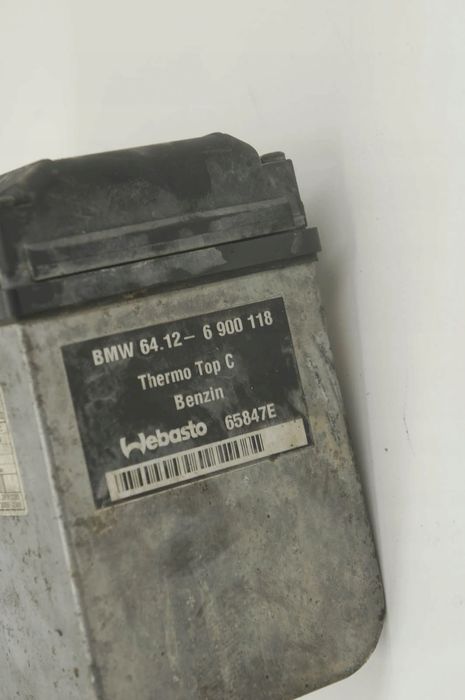 BMW 64.12– 6 900 118
Thermo Top C
Benzin
Webasto 65847E